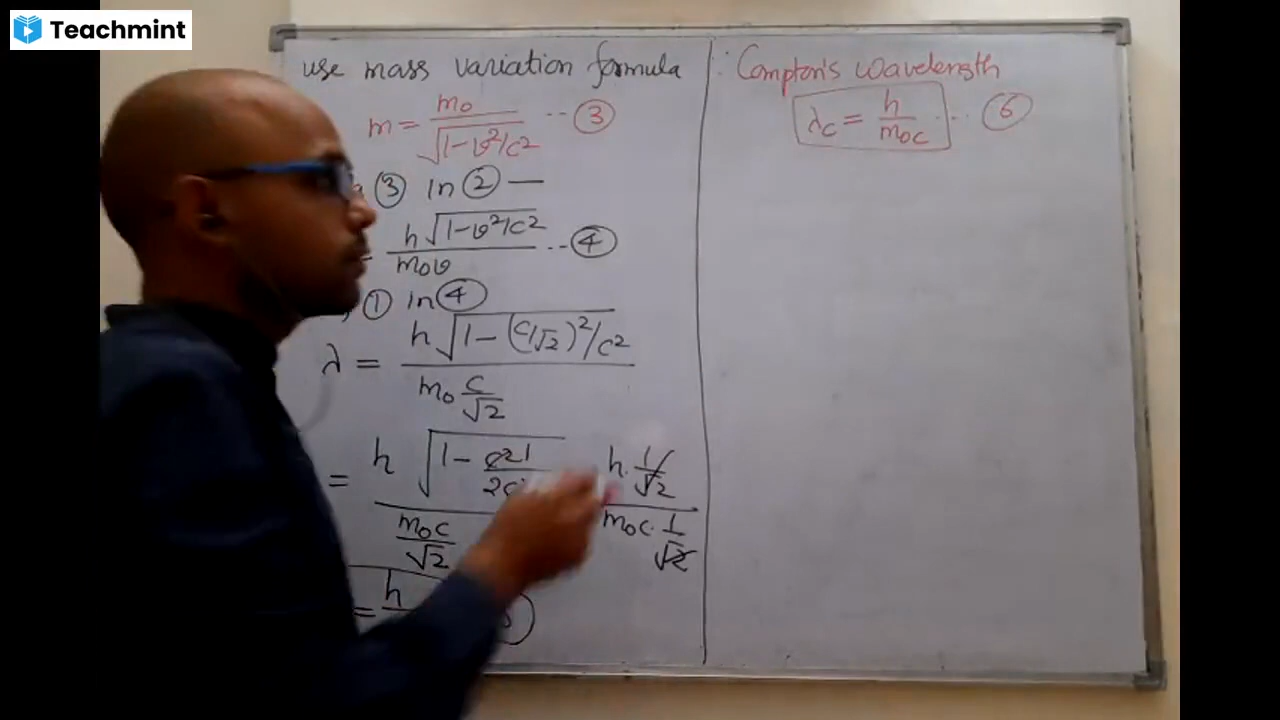 Teachmint
use mass variation formula
m = m₀/√1-v²/c² -- ③
③ in ② —
h√1-v²/c²/m₀v -- ④
① in ④
λ = h√1-(c/√2)²/c² / m₀ c/√2
= h √1- c²1/2c / m₀c/√2 h. 1/√2 / m₀c. 1/√2
= h
∴ Compton's wavelength
λc = h/m₀c -- ⑥